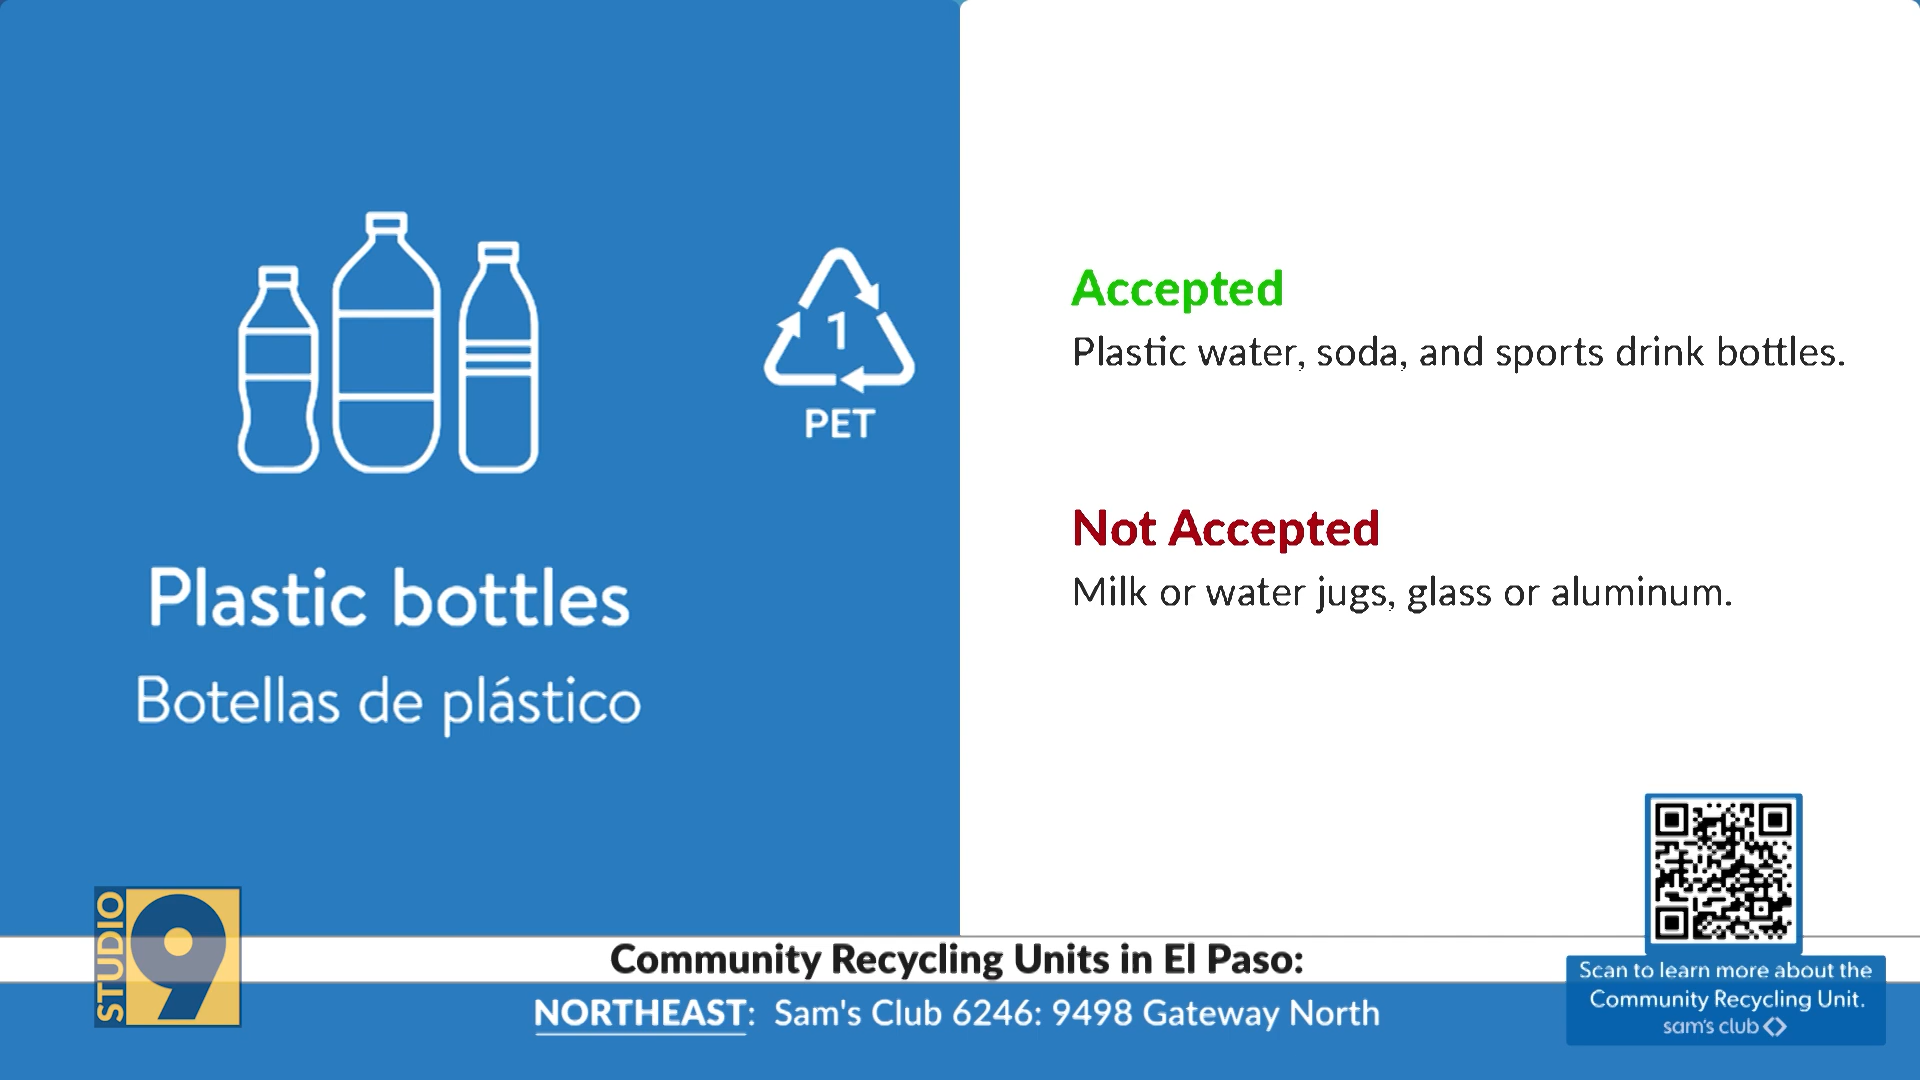 1
PET
Plastic bottles
Botellas de plástico
Accepted
Plastic water, soda, and sports drink bottles.
Not Accepted
Milk or water jugs, glass or aluminum.
STUDIO 9
Community Recycling Units in El Paso:
NORTHEAST: Sam's Club 6246: 9498 Gateway North
Scan to learn more about the
Community Recycling Unit.
sam's club